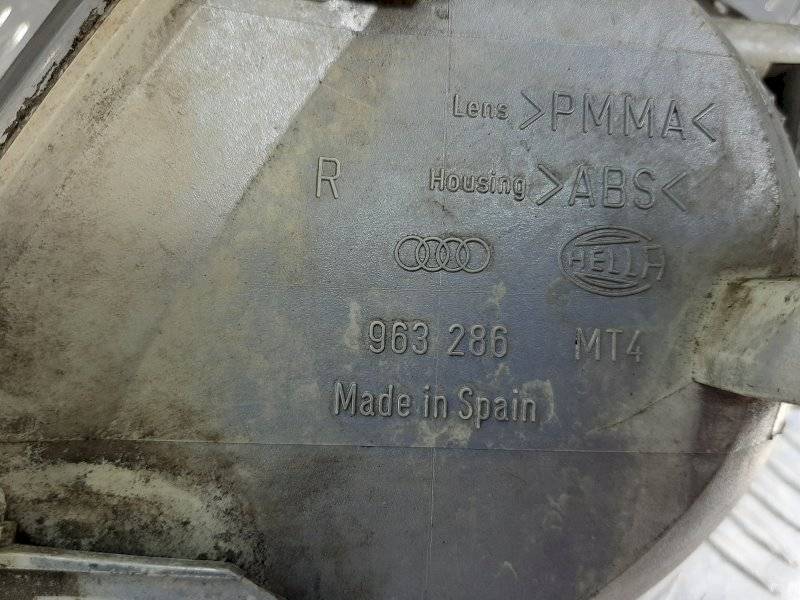 Lens >PMMA<
R Housing >ABS<
HELLA
963 286 MT4
Made in Spain